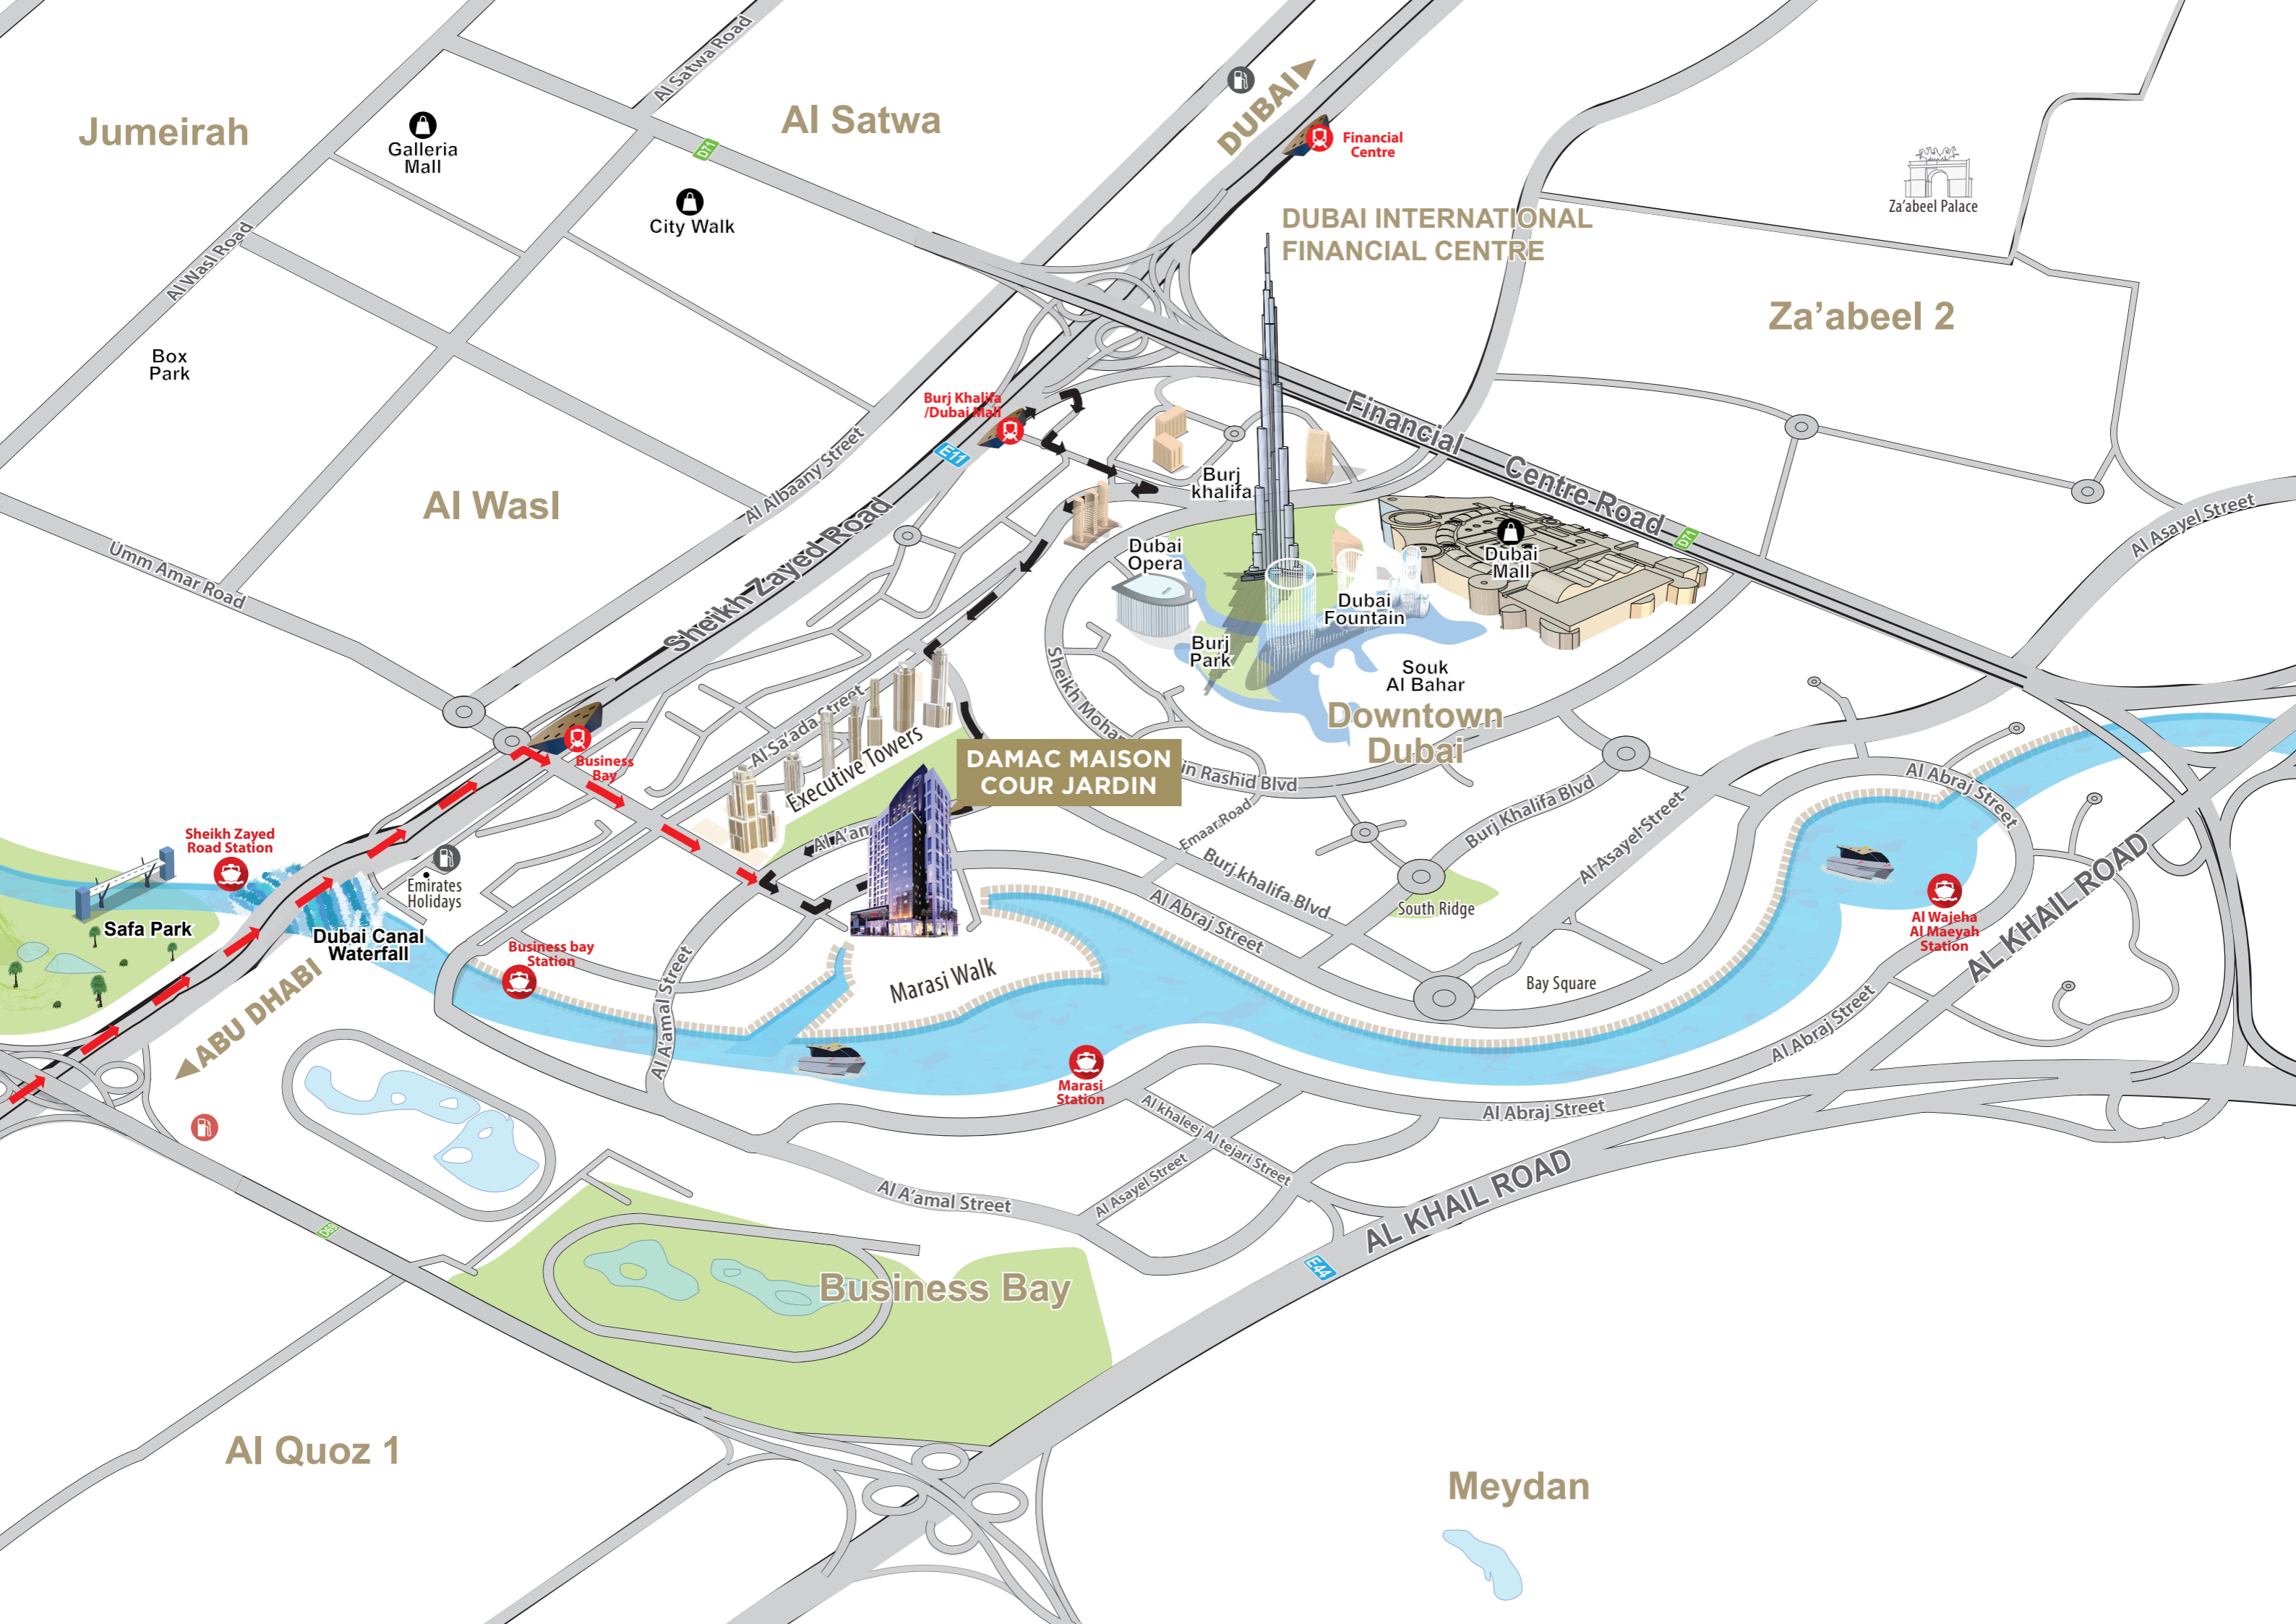 Al Satwa Road
Jumeirah
Galleria
Mall
Al Satwa
D71
DUBAI
Financial
Centre
City Walk
Za'abeel Palace
DUBAI INTERNATIONAL
FINANCIAL CENTRE
Al Wasl Road
Za'abeel 2
Box
Park
Burj Khalifa
/Dubai Mall
E11
Financial Centre Road
D71
Al Albaany Street
Al Wasl
Burj
khalifa
Al Asayel Street
Umm Amar Road
Sheikh Zayed Road
Dubai
Opera
Dubai
Mall
Dubai
Fountain
Burj
Park
Souk
Al Bahar
Downtown
Dubai
Al Sa'ada Street
Executive Towers
DAMAC MAISON
COUR JARDIN
Sheikh Moha
in Rashid Blvd
Business
Bay
Al Abraj Street
Emaar Road
Burj Khalifa Blvd
Al Asayel Street
Sheikh Zayed
Road Station
Al A'am
Burj khalifa Blvd
AL KHAIL ROAD
Emirates
Holidays
South Ridge
Safa Park
Dubai Canal
Waterfall
Al Abraj Street
Al Wajeha
Al Maeyah
Station
Business bay
Station
Marasi Walk
Bay Square
ABU DHABI
Al A'amal Street
Al Abraj Street
Marasi
Station
Al Abraj Street
Al khaleej Al tejari Street
Al Asayel Street
Al A'amal Street
AL KHAIL ROAD
D69
E44
Business Bay
Al Quoz 1
Meydan